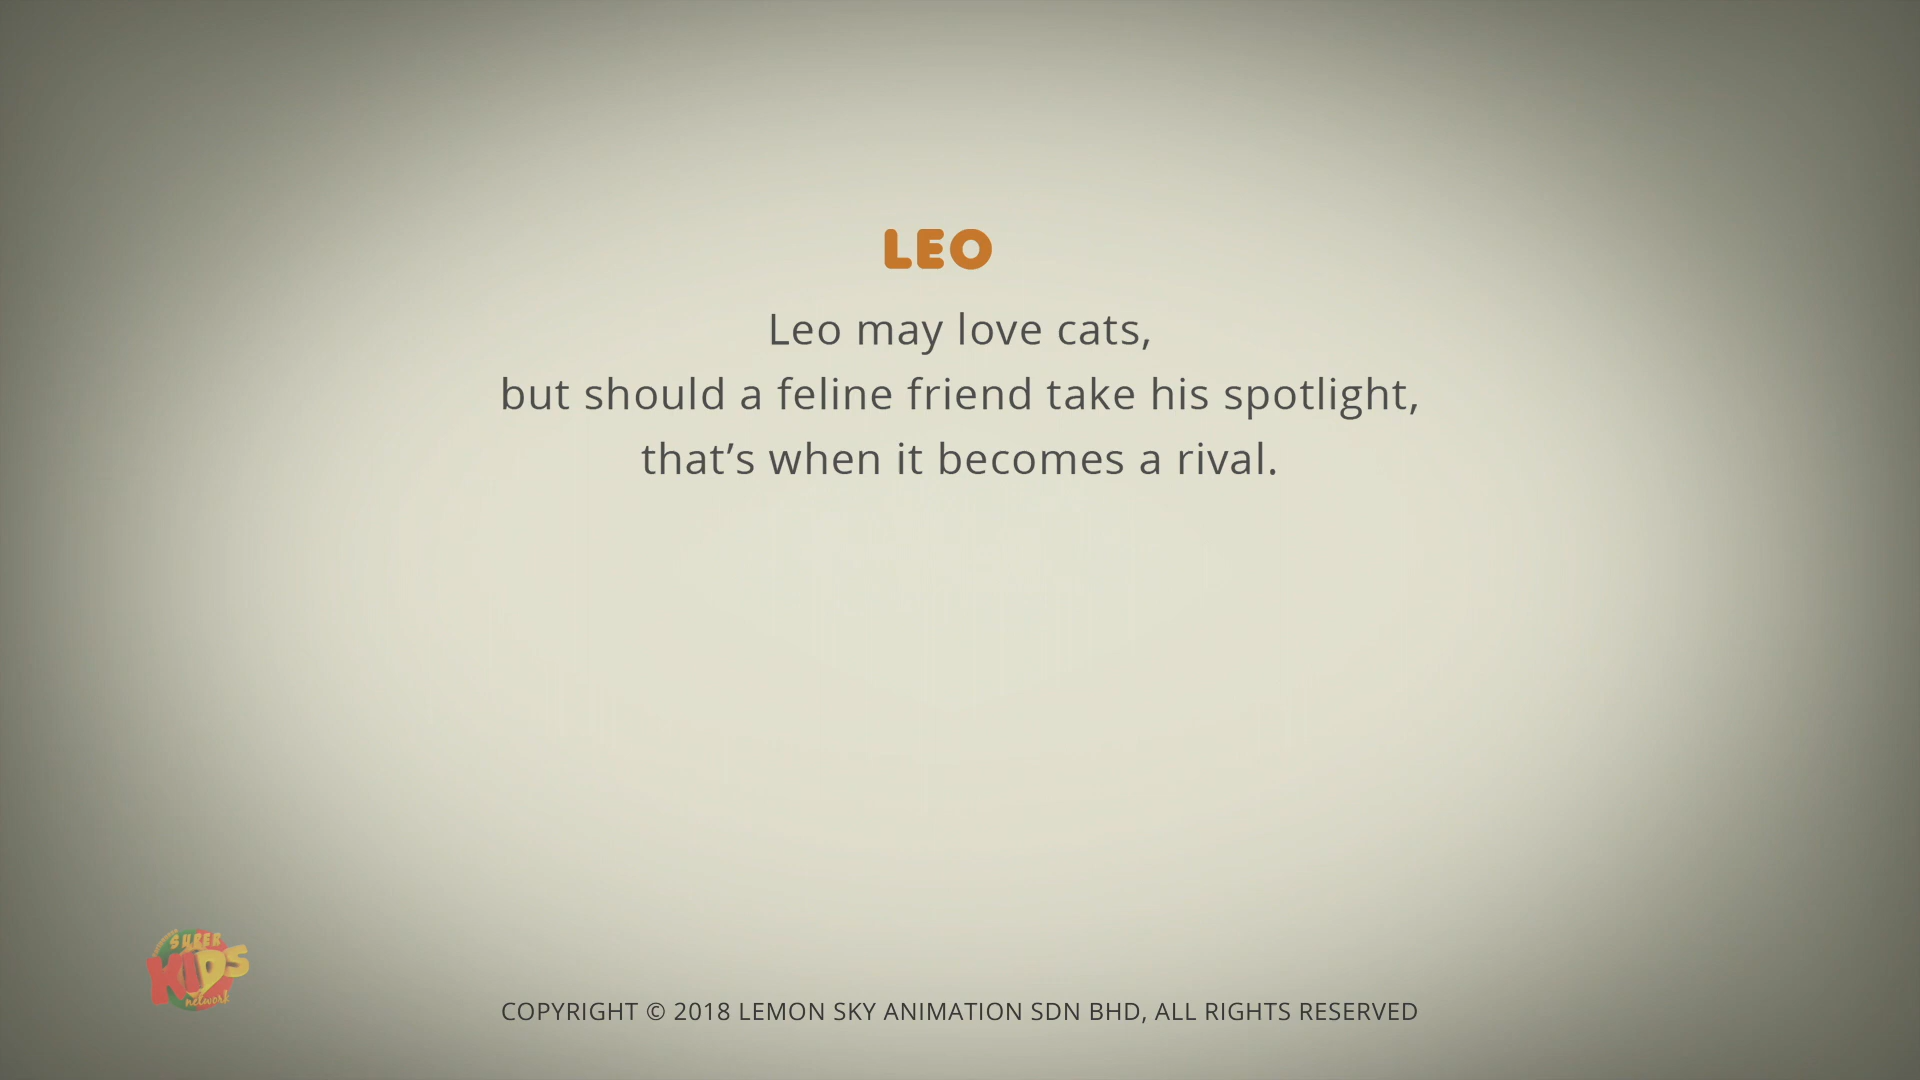 LEO
Leo may love cats,
but should a feline friend take his spotlight,
that’s when it becomes a rival.
SUPER
KIDS
network
COPYRIGHT © 2018 LEMON SKY ANIMATION SDN BHD, ALL RIGHTS RESERVED